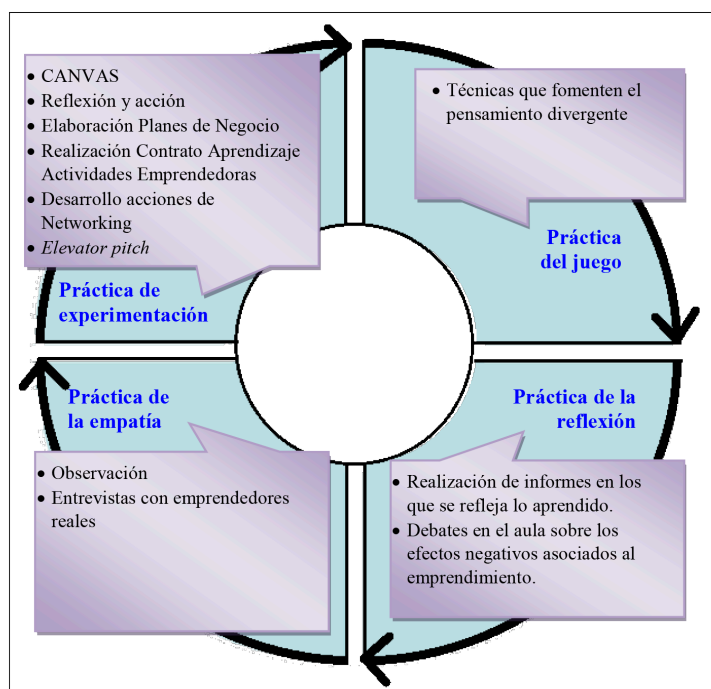 • CANVAS
• Reflexión y acción
• Elaboración Planes de Negocio
• Realización Contrato Aprendizaje
Actividades Emprendedoras
• Desarrollo acciones de
Networking
• Elevator pitch
Práctica de
experimentación
• Técnicas que fomenten el
pensamiento divergente
Práctica
del juego
Práctica de
la empatía
• Observación
• Entrevistas con emprendedores
reales
Práctica de la
reflexión
• Realización de informes en los
que se refleja lo aprendido.
• Debates en el aula sobre los
efectos negativos asociados al
emprendimiento.